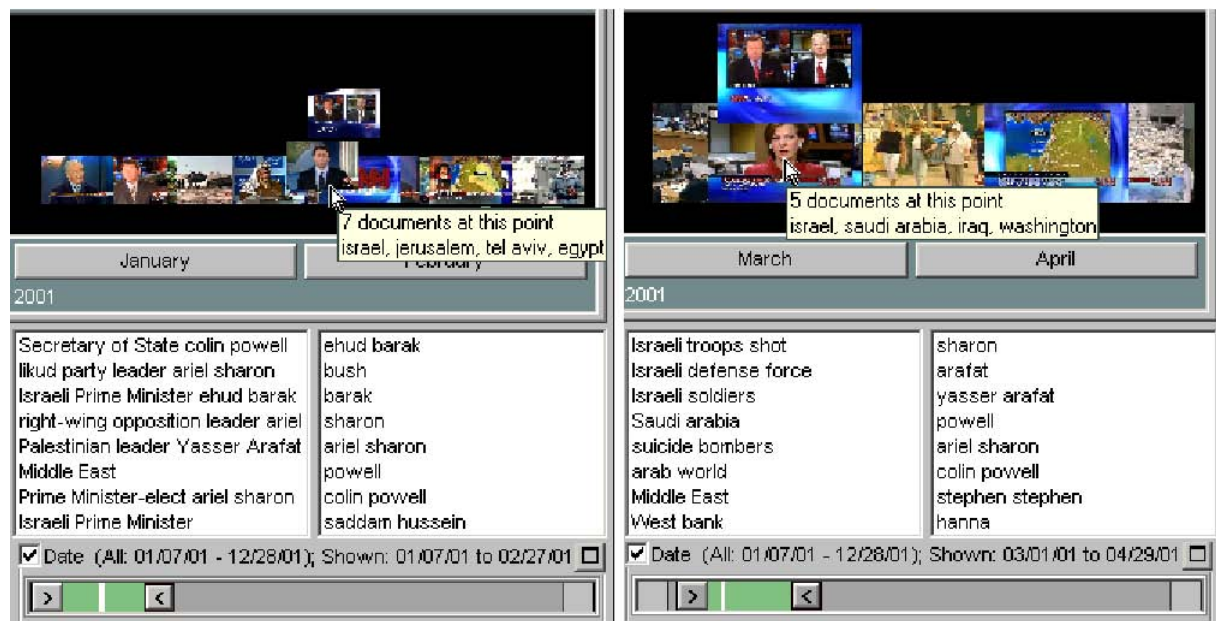 7 documents at this point
israel, jerusalem, tel aviv, egypt
January
February
2001
Secretary of State colin powell
likud party leader ariel sharon
Israeli Prime Minister ehud barak
right-wing opposition leader ariel
Palestinian leader Yasser Arafat
Middle East
Prime Minister-elect ariel sharon
Israeli Prime Minister
ehud barak
bush
barak
sharon
ariel sharon
powell
colin powell
saddam hussein
Date (All: 01/07/01 - 12/28/01); Shown: 01/07/01 to 02/27/01
5 documents at this point
israel, saudi arabia, iraq, washington
March
April
2001
Israeli troops shot
Israeli defense force
Israeli soldiers
Saudi arabia
suicide bombers
arab world
Middle East
West bank
sharon
arafat
yasser arafat
powell
ariel sharon
colin powell
stephen stephen
hanna
Date (All: 01/07/01 - 12/28/01); Shown: 03/01/01 to 04/29/01